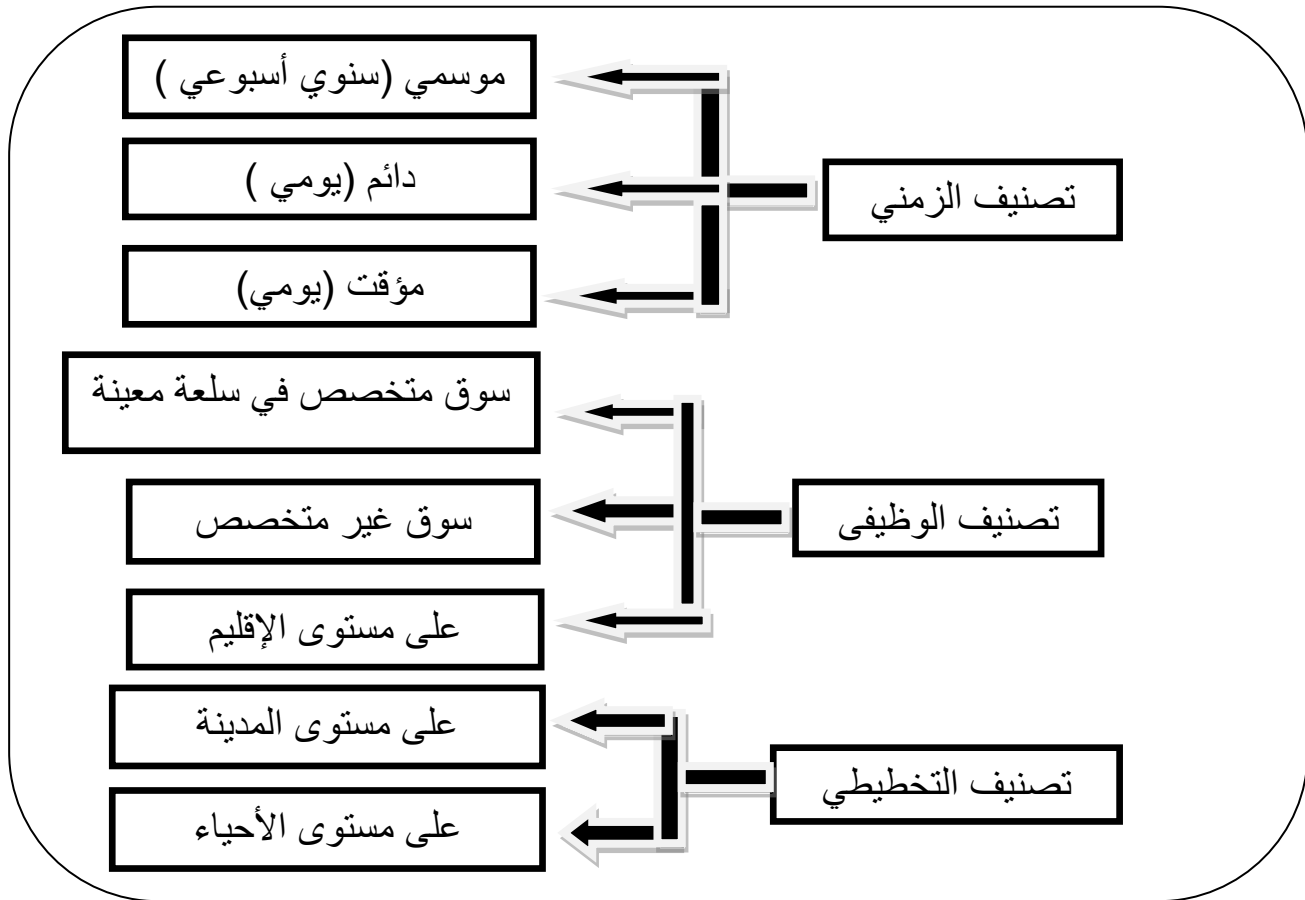 تصنيف الزمني
موسمي (سنوي أسبوعي )
دائم (يومي )
مؤقت (يومي)
تصنيف الوظيفى
سوق متخصص في سلعة معينة
سوق غير متخصص
على مستوى الإقليم
تصنيف التخطيطي
على مستوى المدينة
على مستوى الأحياء